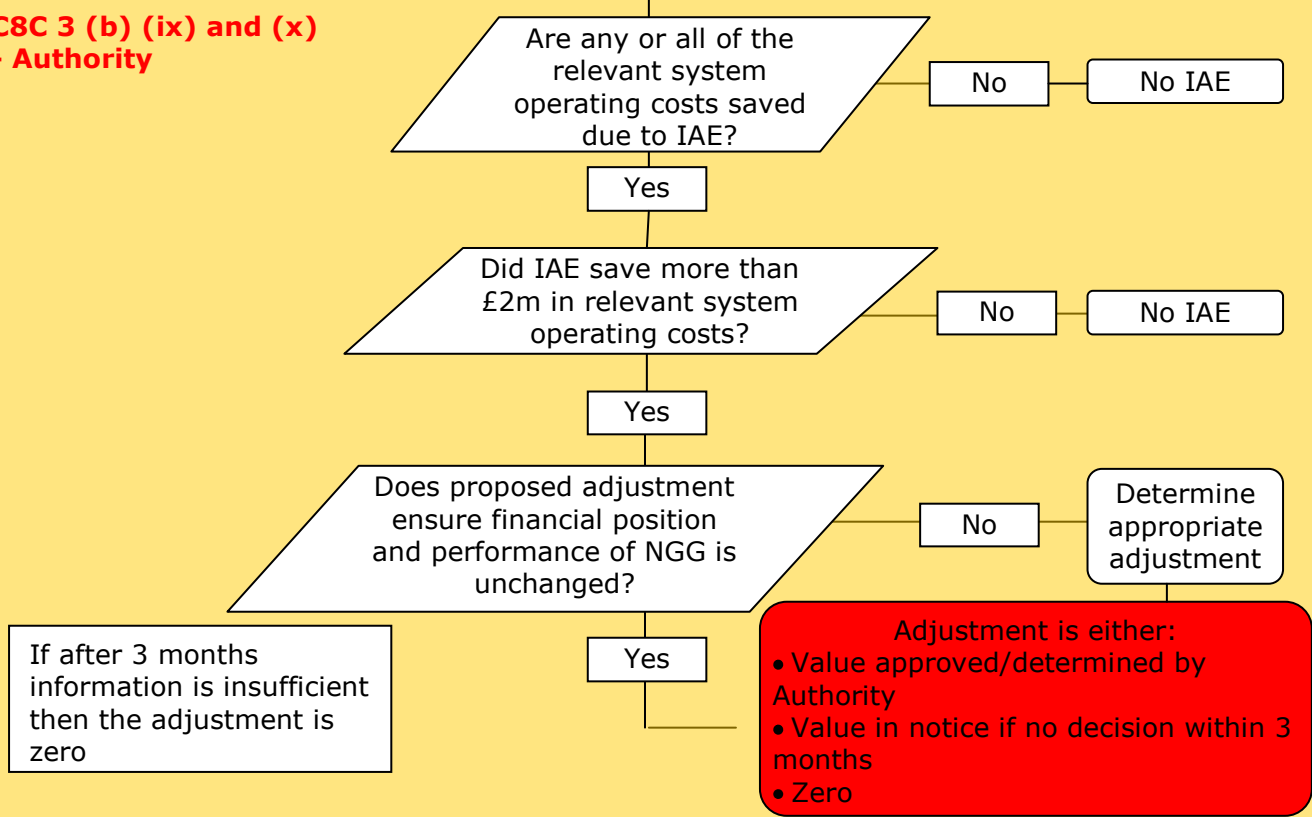 C8C 3 (b) (ix) and (x)
- Authority
Are any or all of the
relevant system
operating costs saved
due to IAE?
No
No IAE
Yes
Did IAE save more than
£2m in relevant system
operating costs?
No
No IAE
Yes
Does proposed adjustment
ensure financial position
and performance of NGG is
unchanged?
No
Determine
appropriate
adjustment
If after 3 months
information is insufficient
then the adjustment is
zero
Yes
Adjustment is either:
• Value approved/determined by
Authority
• Value in notice if no decision within 3
months
• Zero